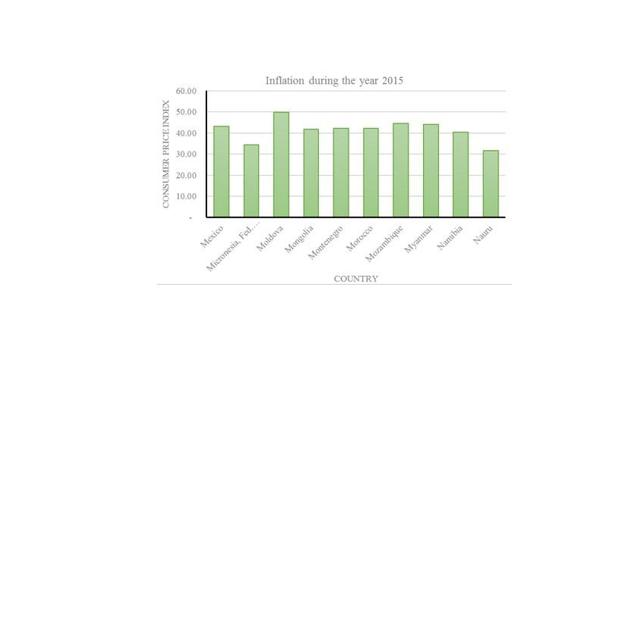 Inflation during the year 2015
CONSUMER PRICE INDEX
60.00
50.00
40.00
30.00
20.00
10.00
-
Mexico
Micronesia, Fed....
Moldova
Mongolia
Montenegro
Morocco
Mozambique
Myanmar
Namibia
Nauru
COUNTRY